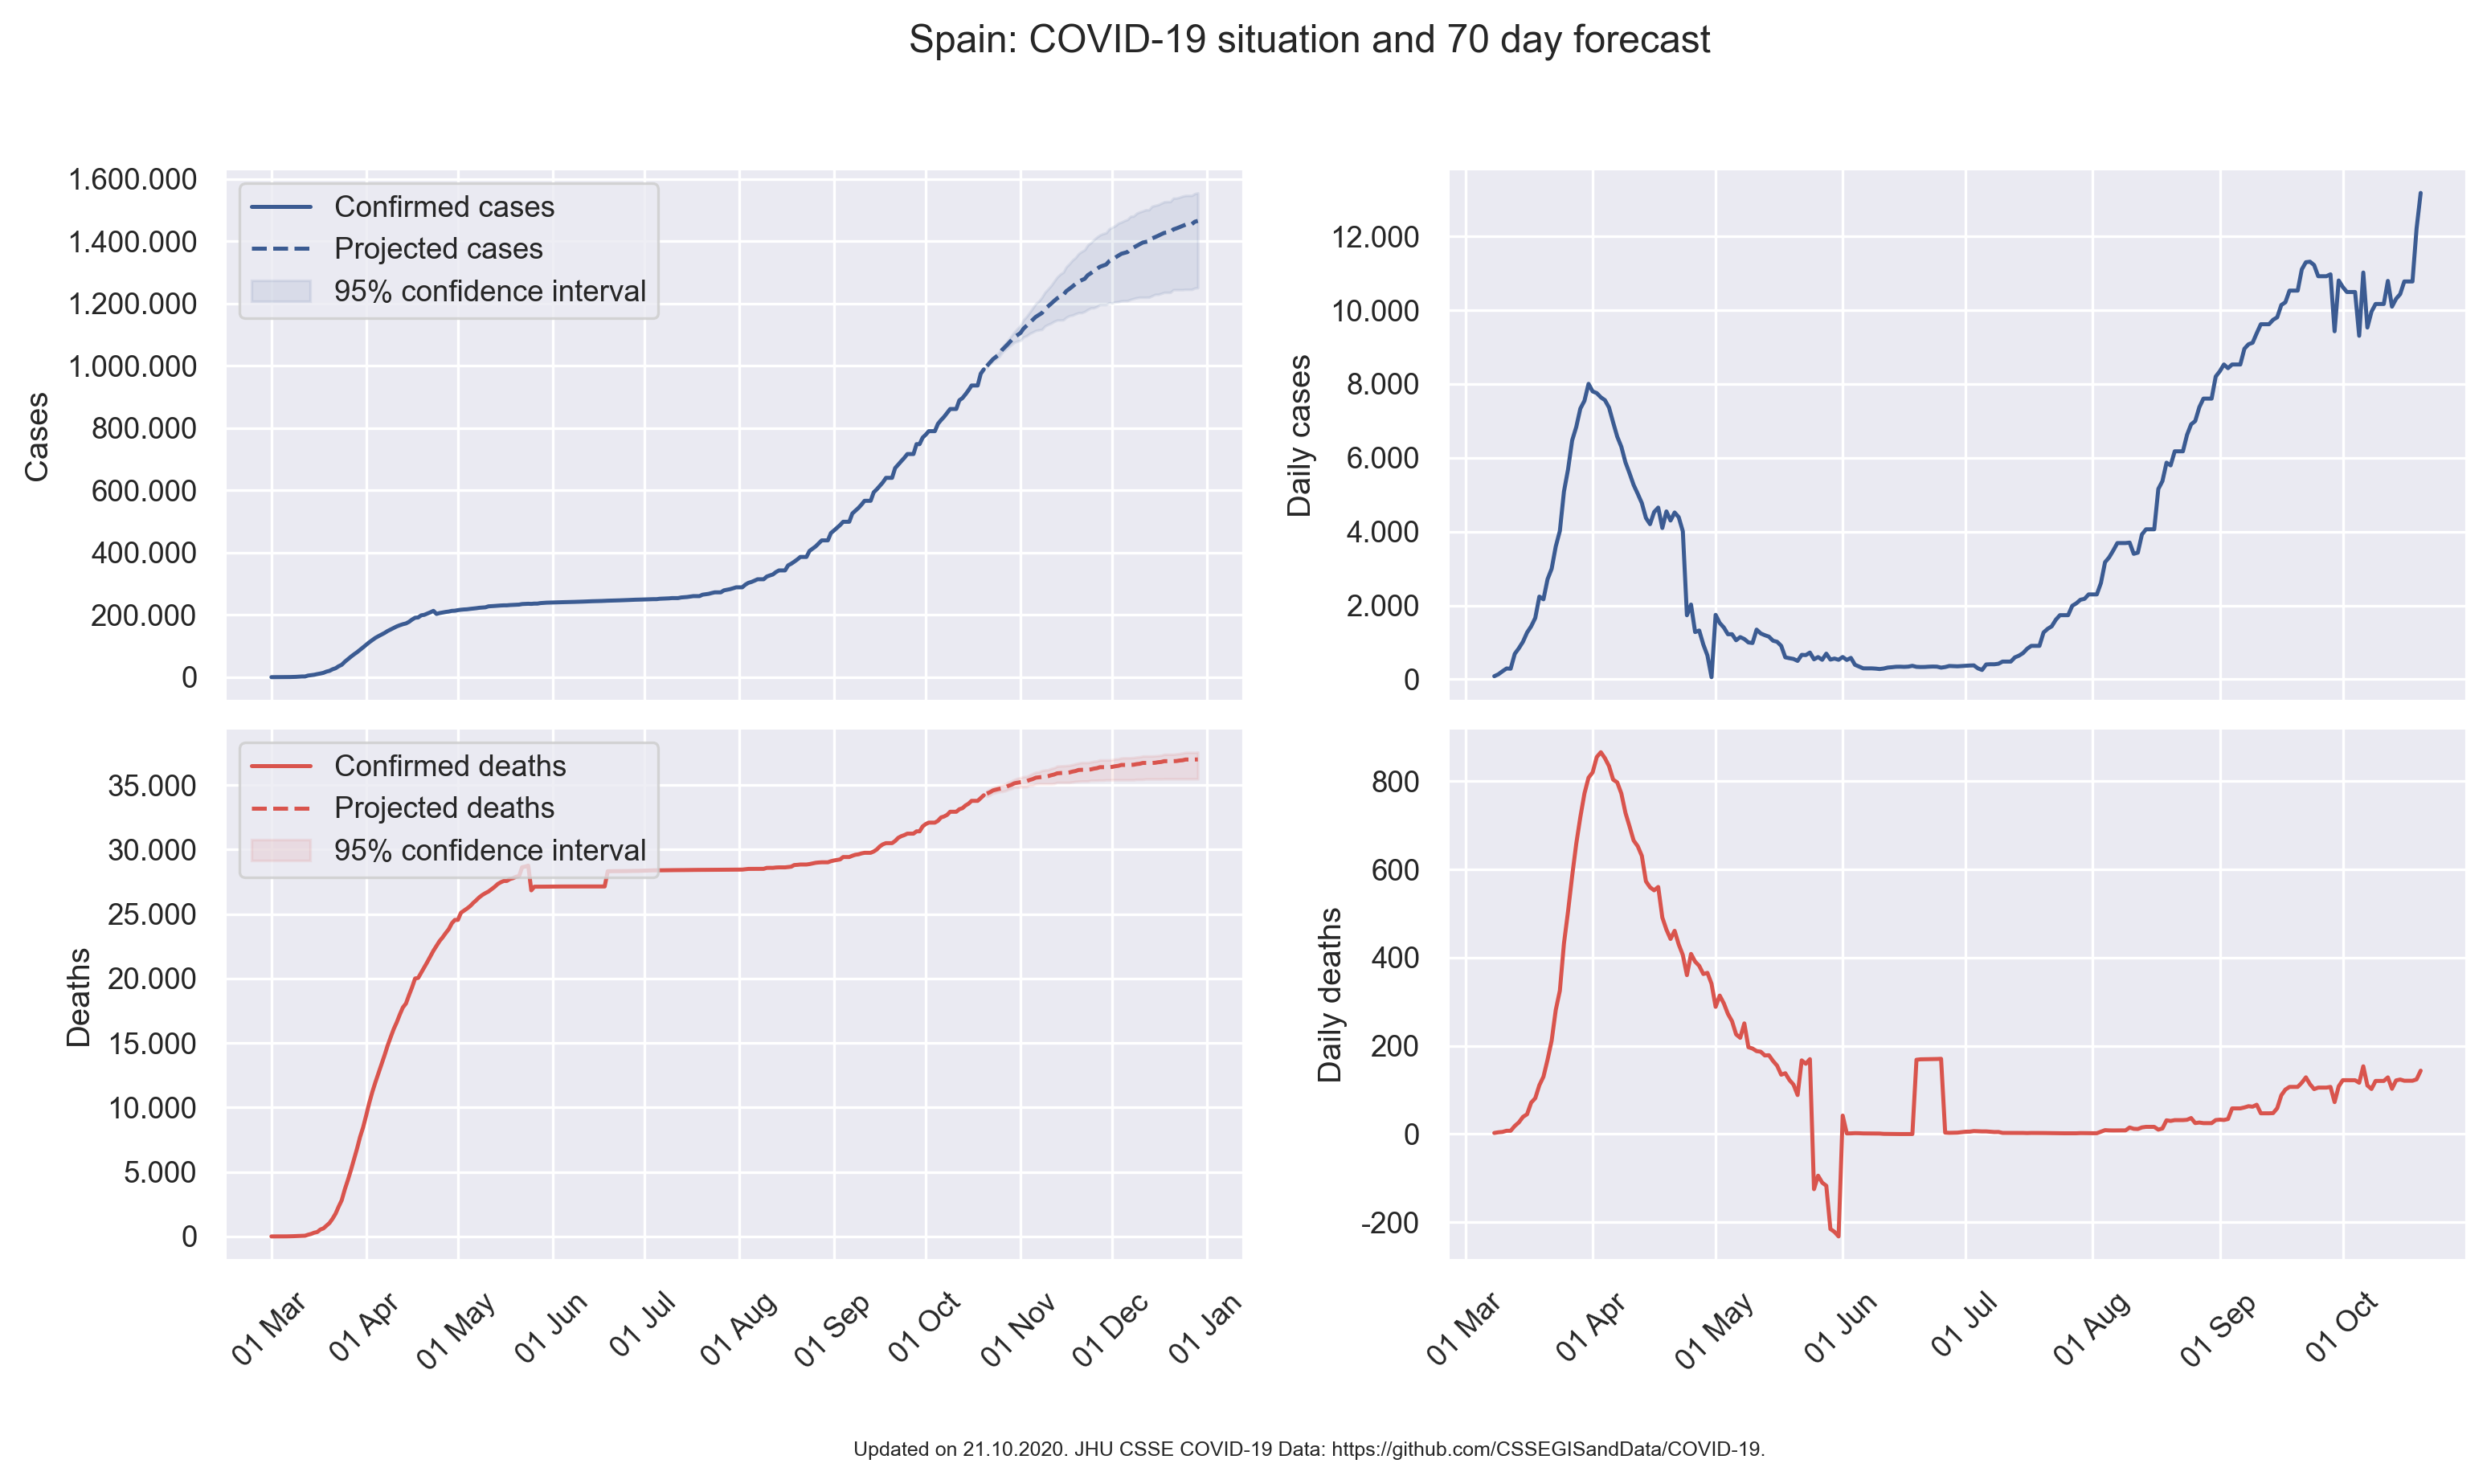 Spain: COVID-19 situation and 70 day forecast
1.600.000
1.400.000
1.200.000
1.000.000
800.000
600.000
400.000
200.000
0
Cases
Confirmed cases
Projected cases
95% confidence interval
12.000
10.000
8.000
6.000
4.000
2.000
0
Daily cases
35.000
30.000
25.000
20.000
15.000
10.000
5.000
0
Deaths
Confirmed deaths
Projected deaths
95% confidence interval
01 Mar
01 Apr
01 May
01 Jun
01 Jul
01 Aug
01 Sep
01 Oct
01 Nov
01 Dec
01 Jan
800
600
400
200
0
-200
Daily deaths
01 Mar
01 Apr
01 May
01 Jun
01 Jul
01 Aug
01 Sep
01 Oct
Updated on 21.10.2020. JHU CSSE COVID-19 Data: https://github.com/CSSEGISandData/COVID-19.